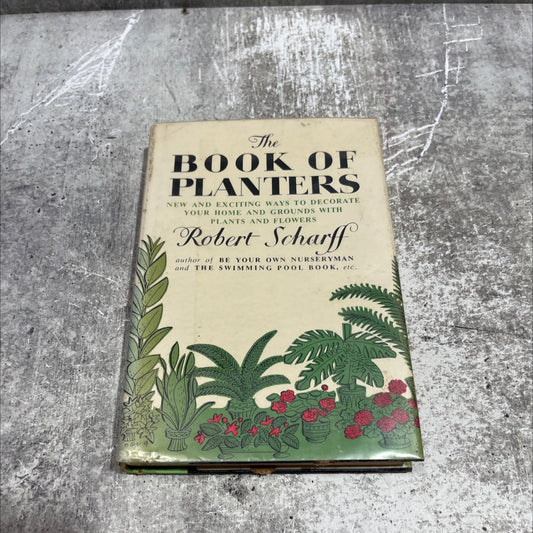 The
BOOK OF
PLANTERS
NEW AND EXCITING WAYS TO DECORATE
YOUR HOME AND GROUNDS WITH
PLANTS AND FLOWERS
Robert Scharff
author of BE YOUR OWN NURSERYMAN
and THE SWIMMING POOL BOOK, etc.